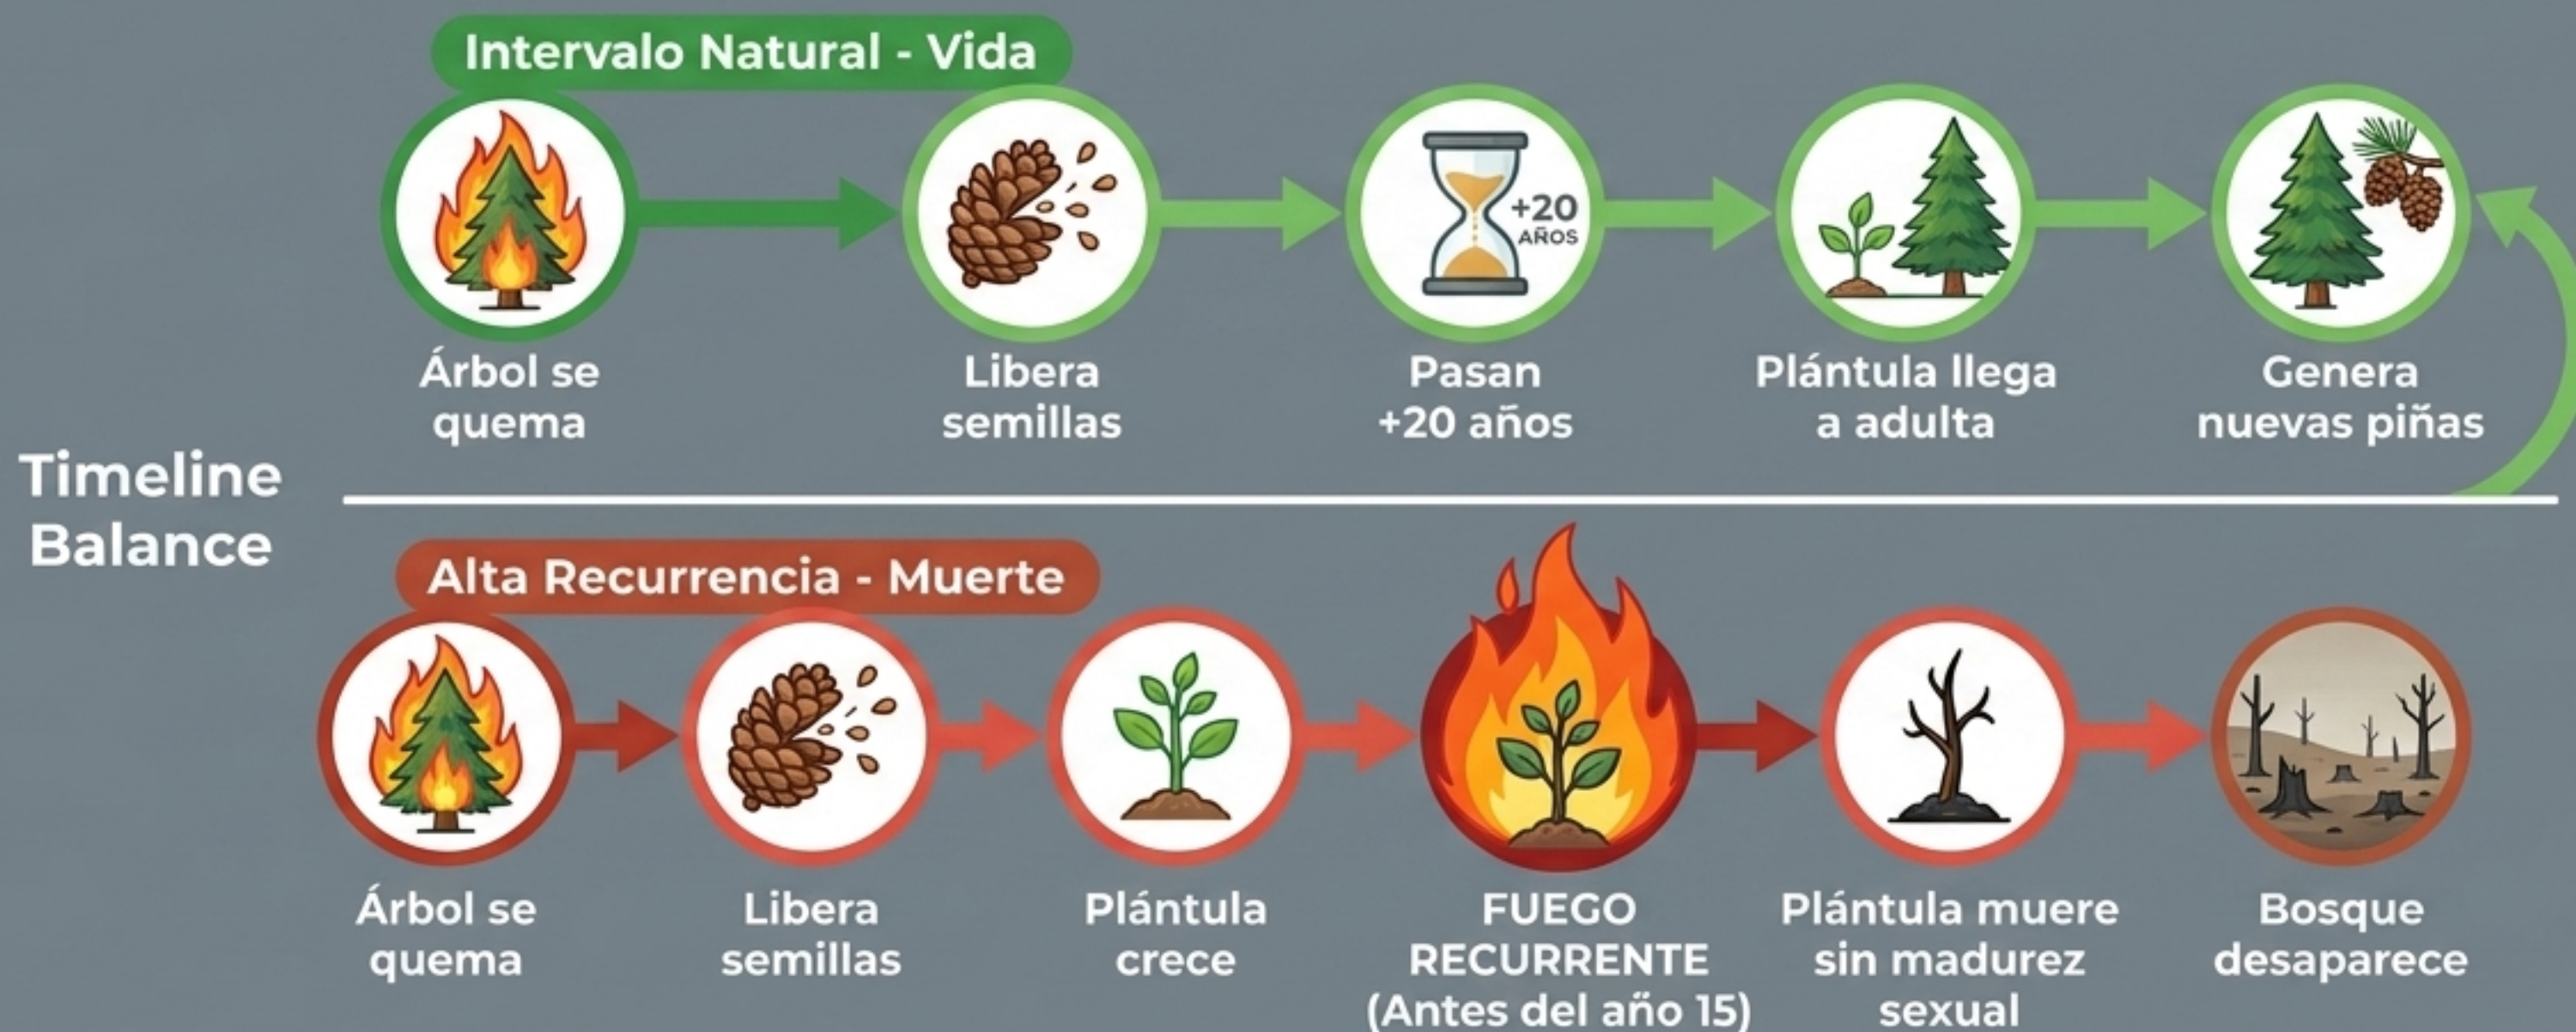 Intervalo Natural - Vida
+20
AÑOS
Árbol se
quema
Libera
semillas
Pasan
+20 años
Plántula llega
a adulta
Genera
nuevas piñas
Timeline
Balance
Alta Recurrencia - Muerte
Árbol se
quema
Libera
semillas
Plántula
crece
FUEGO
RECURRENTE
(Antes del año 15)
Plántula muere
sin madurez
sexual
Bosque
desaparece